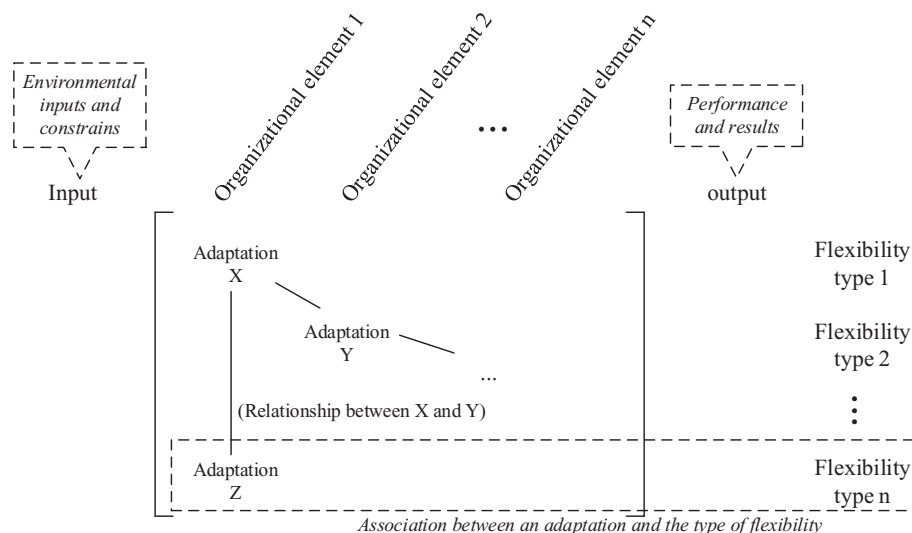 Organizational element 1
Organizational element 2
...
Organizational element n
Environmental
inputs and
constrains
Input
Performance
and results
output
Adaptation
X
Flexibility
type 1
Adaptation
Y
Flexibility
type 2
...
(Relationship between X and Y)
⋮
Adaptation
Z
Flexibility
type n
Association between an adaptation and the type of flexibility